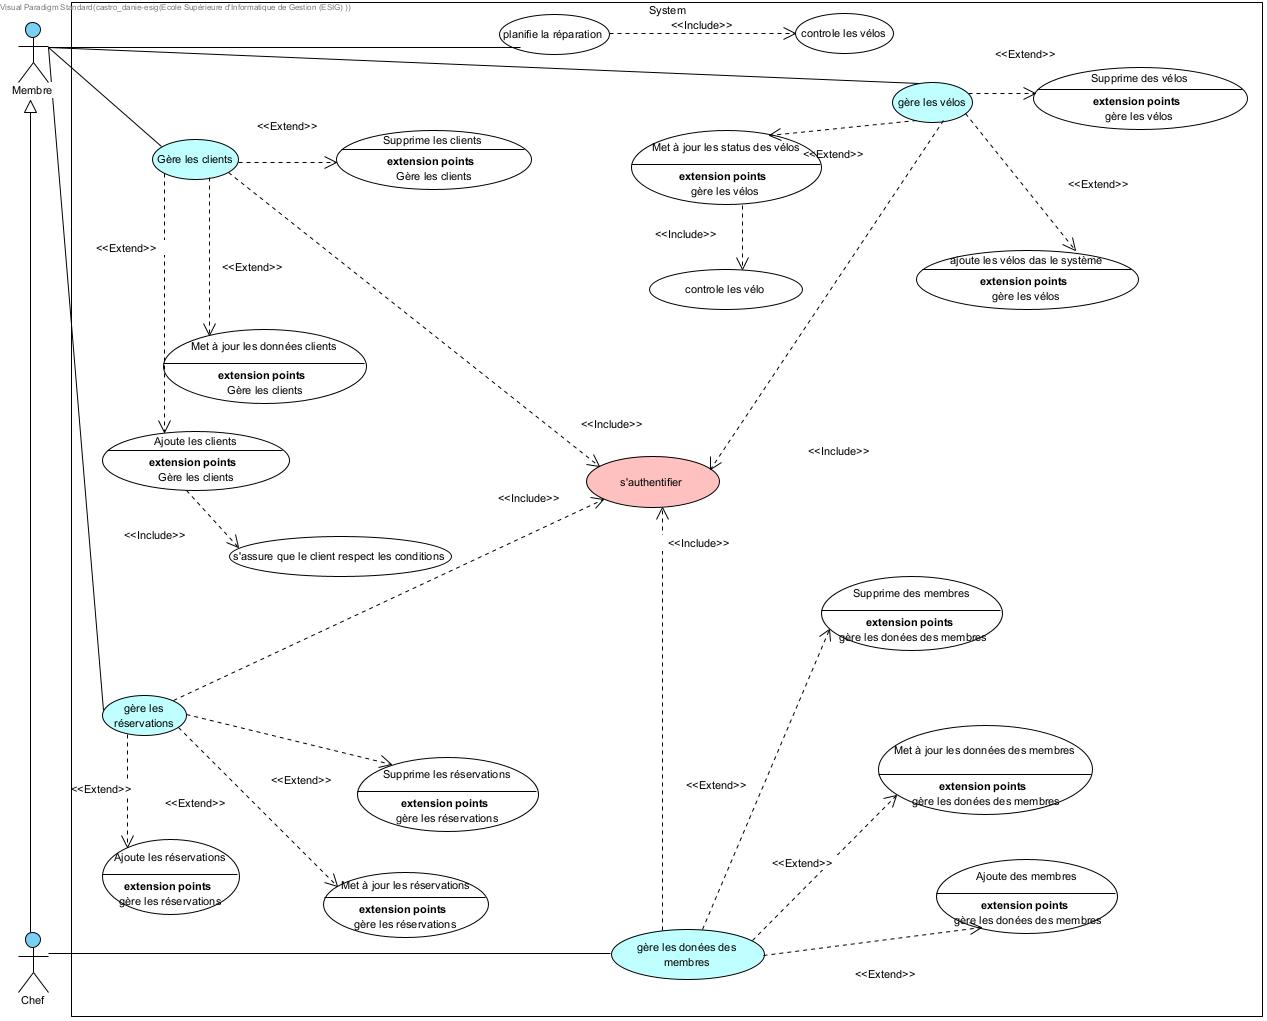 Visual Paradigm Standard(castro_danie-esig(Ecole Supérieure d'Informatique de Gestion (ESIG) ))
System
<<Include>>
planifie la réparation
controle les vélos
Membre
<<Extend>>
gère les vélos
Supprime des vélos
extension points
gère les vélos
<<Extend>>
Gère les clients
Supprime les clients
extension points
Gère les clients
Met à jour les status des vélos
<<Extend>>
extension points
gère les vélos
<<Extend>>
<<Extend>>
<<Extend>>
<<Include>>
controle les vélo
ajoute les vélos das le système
extension points
gère les vélos
Met à jour les données clients
extension points
Gère les clients
<<Include>>
<<Include>>
Ajoute les clients
extension points
Gère les clients
s'authentifier
<<Include>>
<<Include>>
<<Include>>
s'assure que le client respect les conditions
Supprime des membres
extension points
gère les donées des membres
gère les
réservations
<<Extend>>
<<Extend>>
<<Extend>>
Supprime les réservations
extension points
gère les réservations
<<Extend>>
Met à jour les données des membres
extension points
gère les donées des membres
Ajoute les réservations
extension points
gère les réservations
Met à jour les réservations
extension points
gère les réservations
<<Extend>>
Ajoute des membres
extension points
gère les donées des membres
gère les donées des
membres
<<Extend>>
Chef